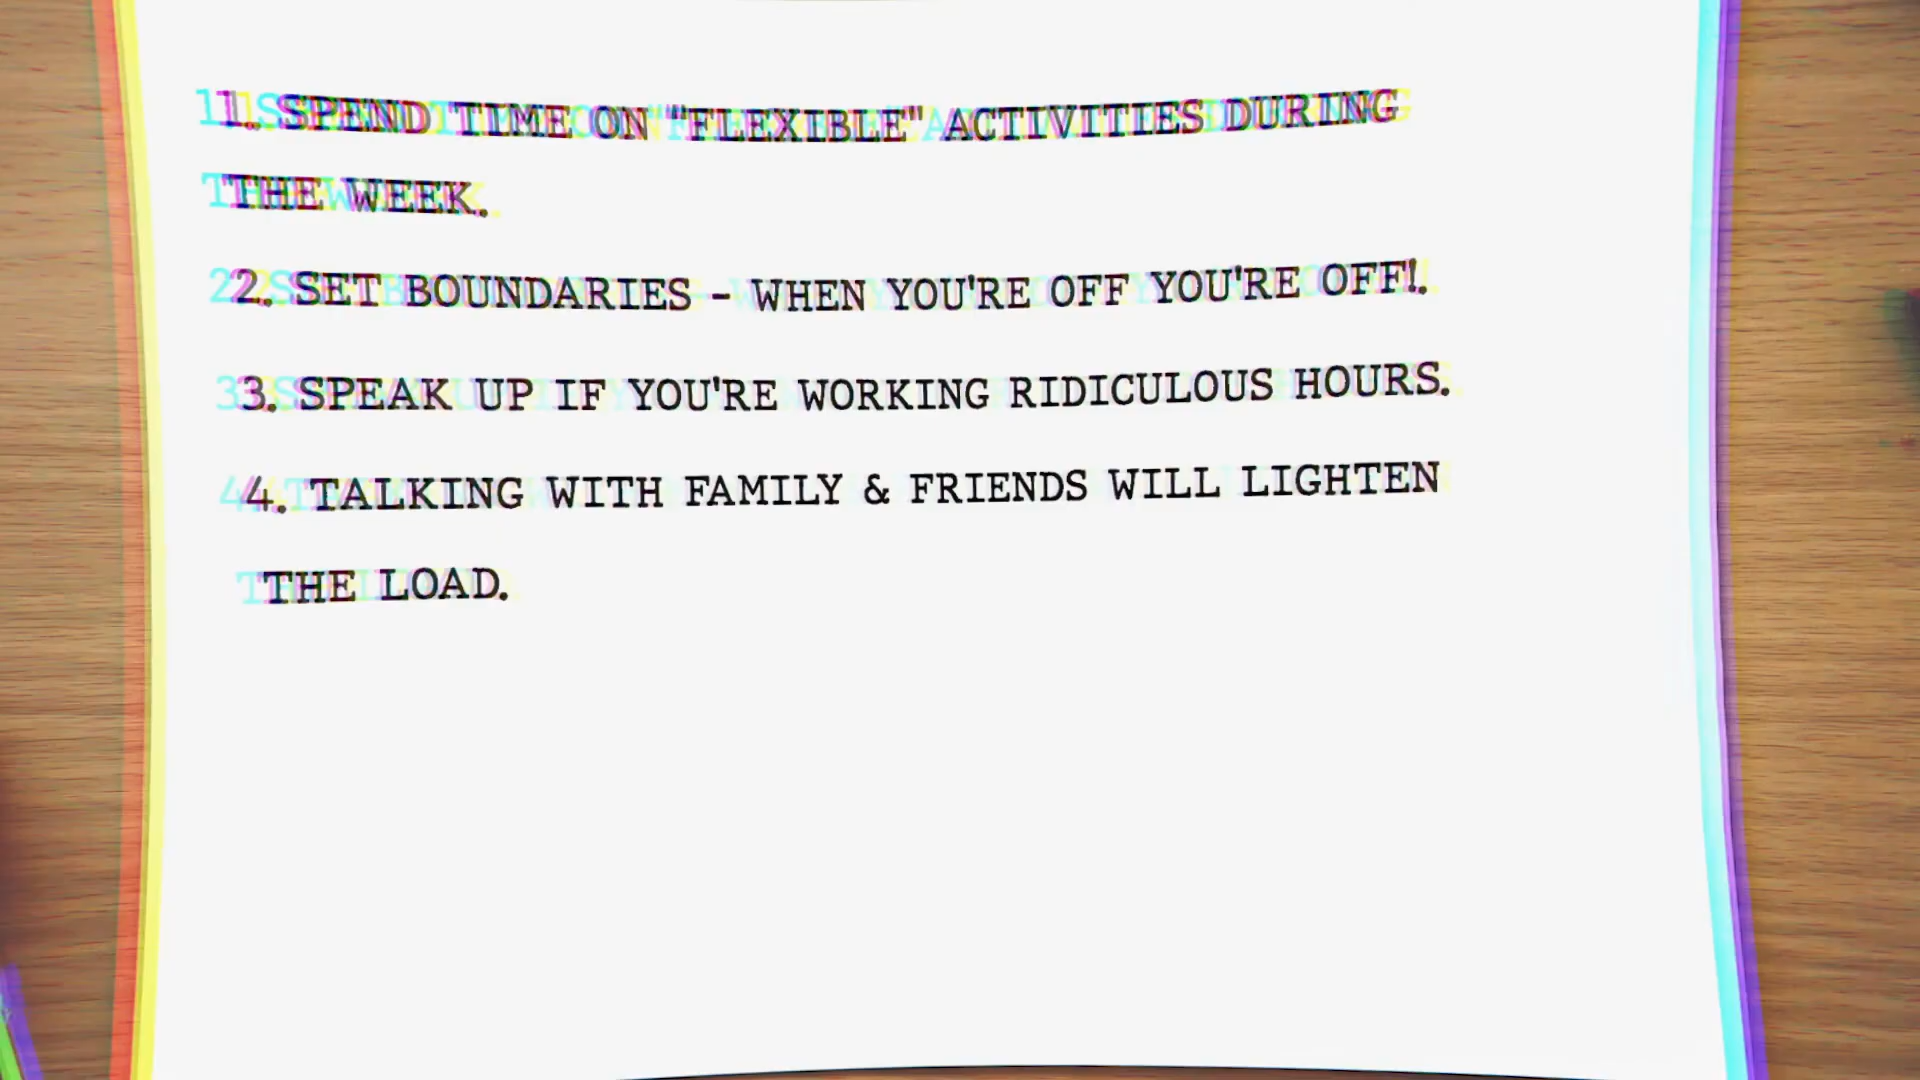 1. SPEND TIME ON "FLEXIBLE" ACTIVITIES DURING
THE WEEK.
2. SET BOUNDARIES - WHEN YOU'RE OFF YOU'RE OFF!.
3. SPEAK UP IF YOU'RE WORKING RIDICULOUS HOURS.
4. TALKING WITH FAMILY & FRIENDS WILL LIGHTEN
THE LOAD.